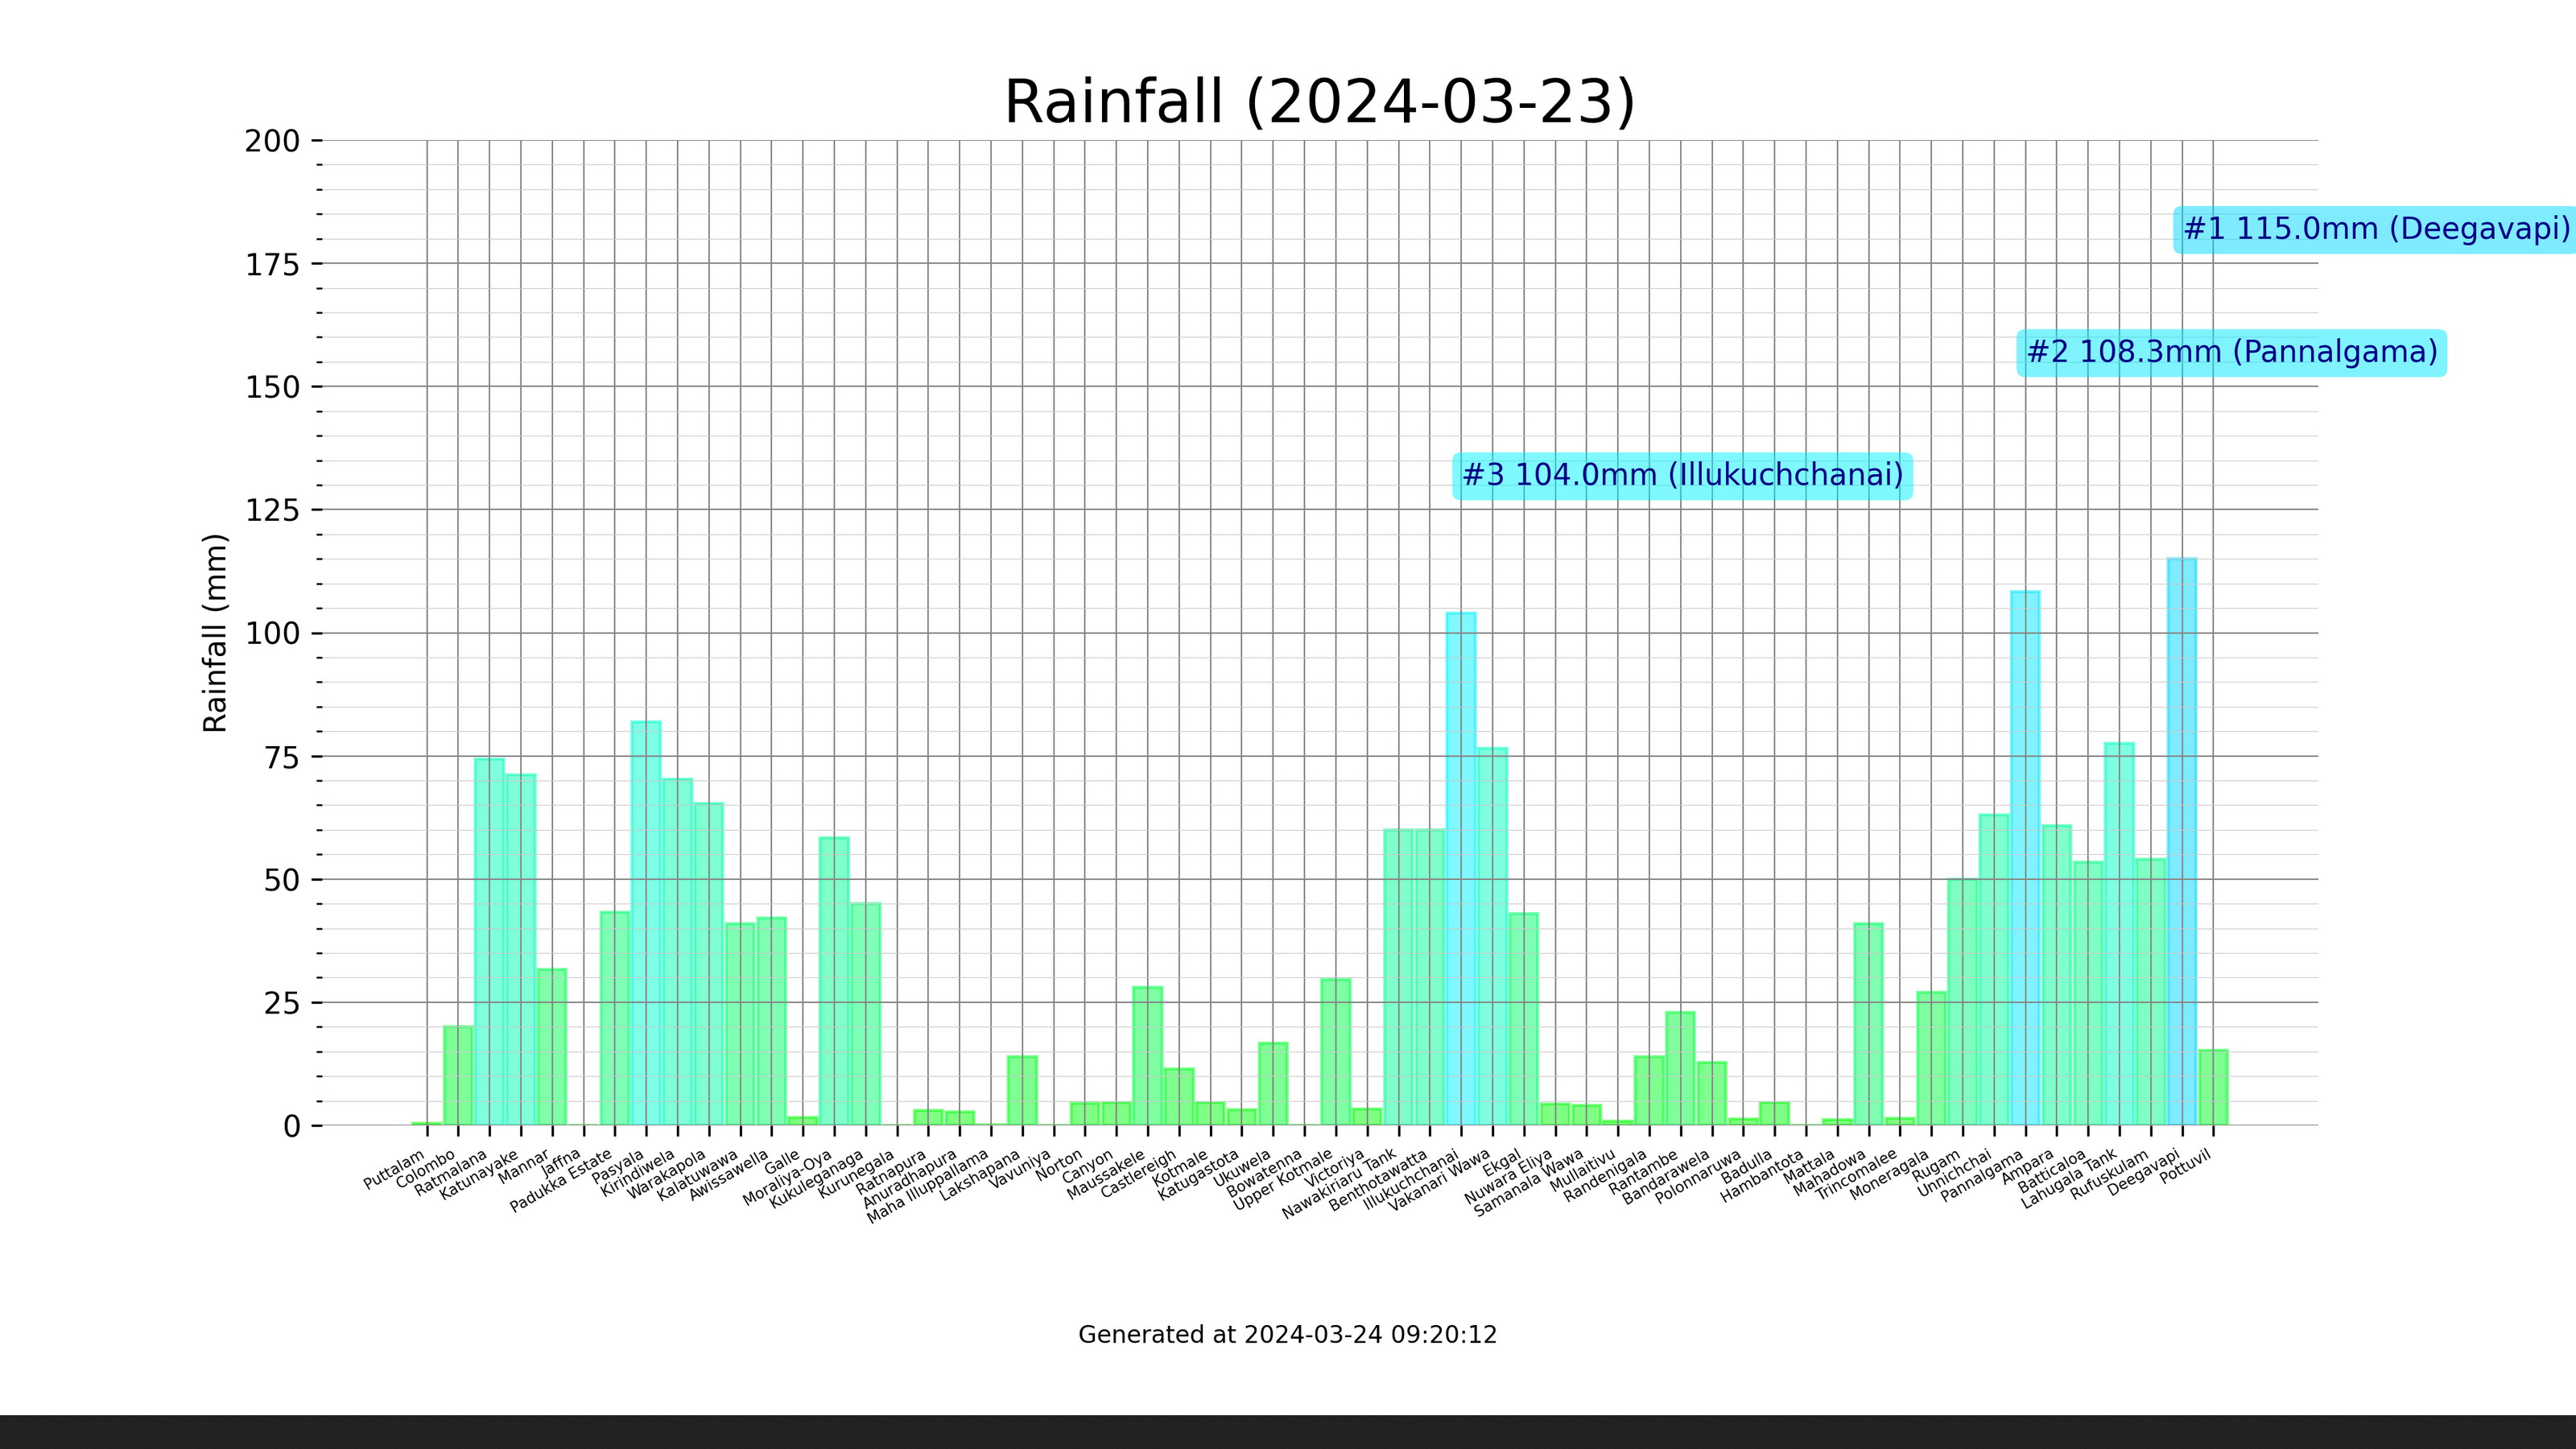 Rainfall (2024-03-23)
200
175
150
125
100
75
50
25
0
Rainfall (mm)
#1 115.0mm (Deegavapi)
#2 108.3mm (Pannalgama)
#3 104.0mm (Illukuchchanai)
Puttalam
Colombo
Ratmalana
Katunayake
Mannar
Jaffna
Padukka Estate
Pasyala
Kirindiwela
Warakapola
Kalatuwawa
Awissawella
Galle
Moraliya-Oya
Kukuleganaga
Kurunegala
Ratnapura
Anuradhapura
Maha Illuppallama
Lakshapana
Vavuniya
Norton
Canyon
Maussakele
Castlereigh
Kotmale
Katugastota
Ukuwela
Bowatenna
Upper Kotmale
Victoriya
Nawakiriru Tank
Benthotawatta
Illukuchchanai
Vakanari Wawa
Ekgal
Nuwara Eliya
Samanala Wawa
Mullaitivu
Randenigala
Rantambe
Bandarawela
Polonnaruwa
Badulla
Hambantota
Mattala
Mahadowa
Trincomalee
Moneragala
Rugam
Unnichchai
Pannalgama
Ampara
Batticaloa
Lahugala Tank
Rufuskulam
Deegavapi
Pottuvil
Generated at 2024-03-24 09:20:12